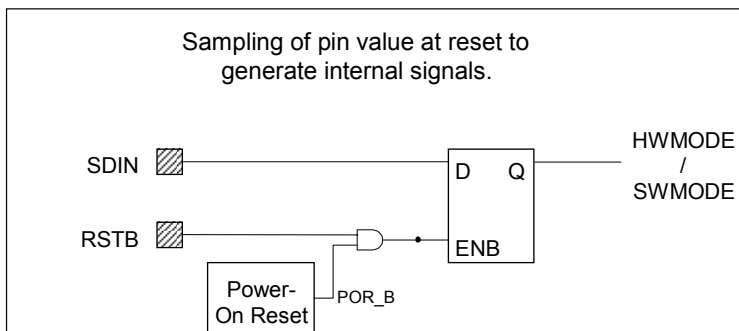 Sampling of pin value at reset to
generate internal signals.
SDIN
D Q
HWMODE
/
SWMODE
RSTB
ENB
Power-
On Reset
POR_B